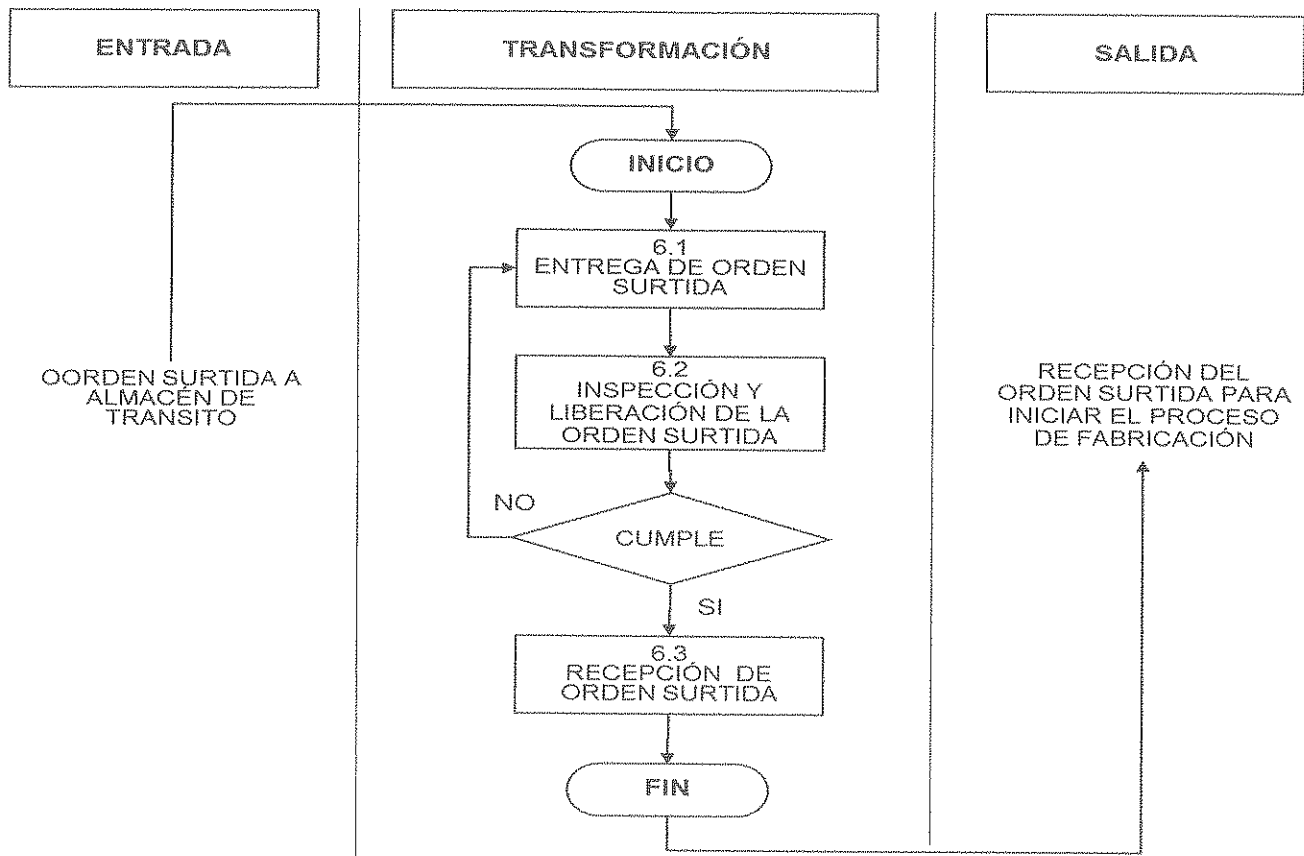 ENTRADA
TRANSFORMACIÓN
SALIDA
INICIO
6.1
ENTREGA DE ORDEN
SURTIDA
OORDEN SURTIDA A
ALMACÉN DE
TRANSITO
6.2
INSPECCIÓN Y
LIBERACIÓN DE LA
ORDEN SURTIDA
RECEPCIÓN DEL
ORDEN SURTIDA PARA
INICIAR EL PROCESO
DE FABRICACIÓN
NO
CUMPLE
SI
6.3
RECEPCIÓN DE
ORDEN SURTIDA
FIN